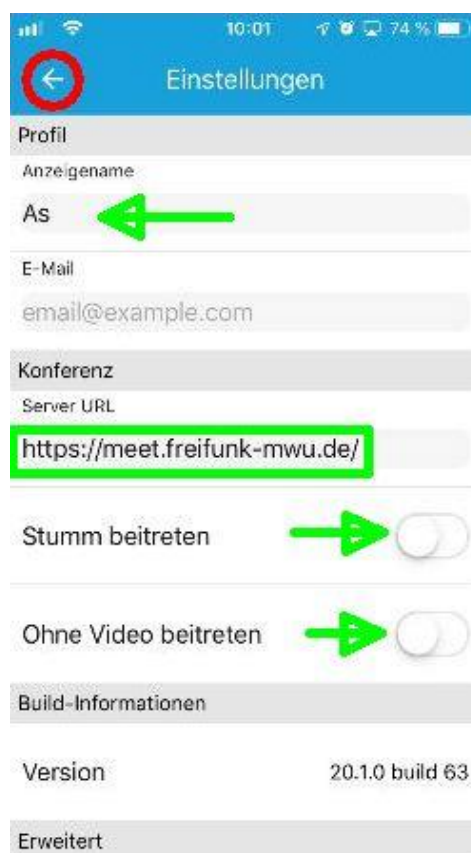 10:01 74 %
Einstellungen
Profil
Anzeigename
As
E-Mail
email@example.com
Konferenz
Server URL
https://meet.freifunk-mwu.de/
Stumm beitreten
Ohne Video beitreten
Build-Informationen
Version 20.1.0 build 63
Erweitert